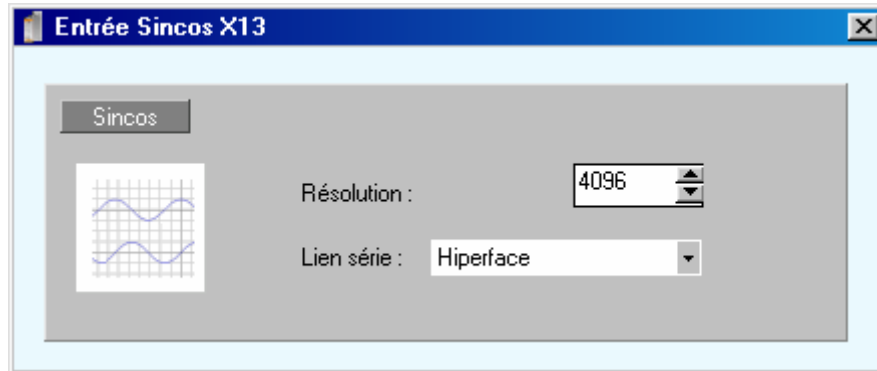 Entrée Sincos X13
Sincos
Résolution : 4096
Lien série : Hiperface